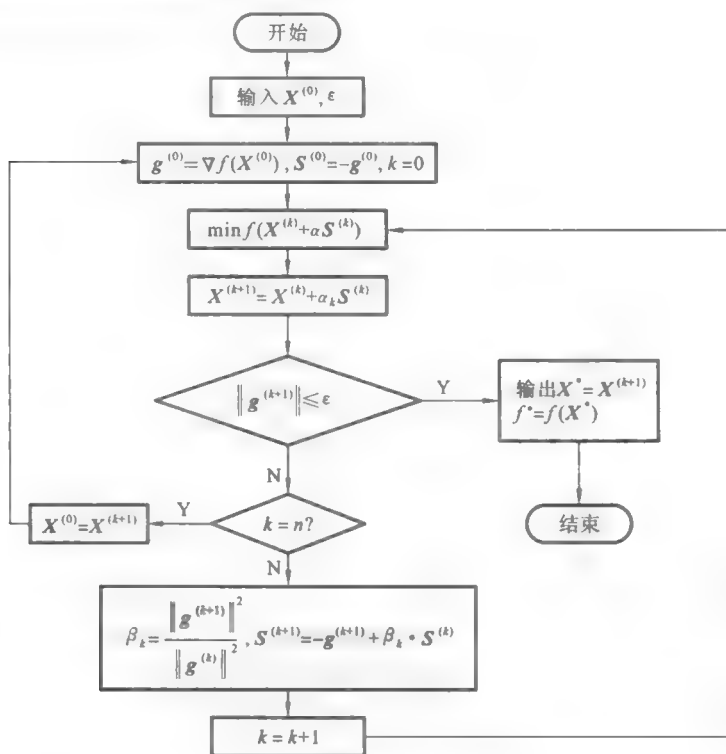 开始
输入 X^(0), ε
g^(0)=∇f(X^(0)), S^(0)=-g^(0), k=0
min f(X^(k)+αS^(k))
X^(k+1)=X^(k)+α_k S^(k)
‖g^(k+1)‖≤ε
Y
输出X*=X^(k+1)
f*=f(X*)
结束
N
k=n?
Y
X^(0)=X^(k+1)
N
β_k=‖g^(k+1)‖²/‖g^(k)‖², S^(k+1)=-g^(k+1)+β_k·S^(k)
k=k+1